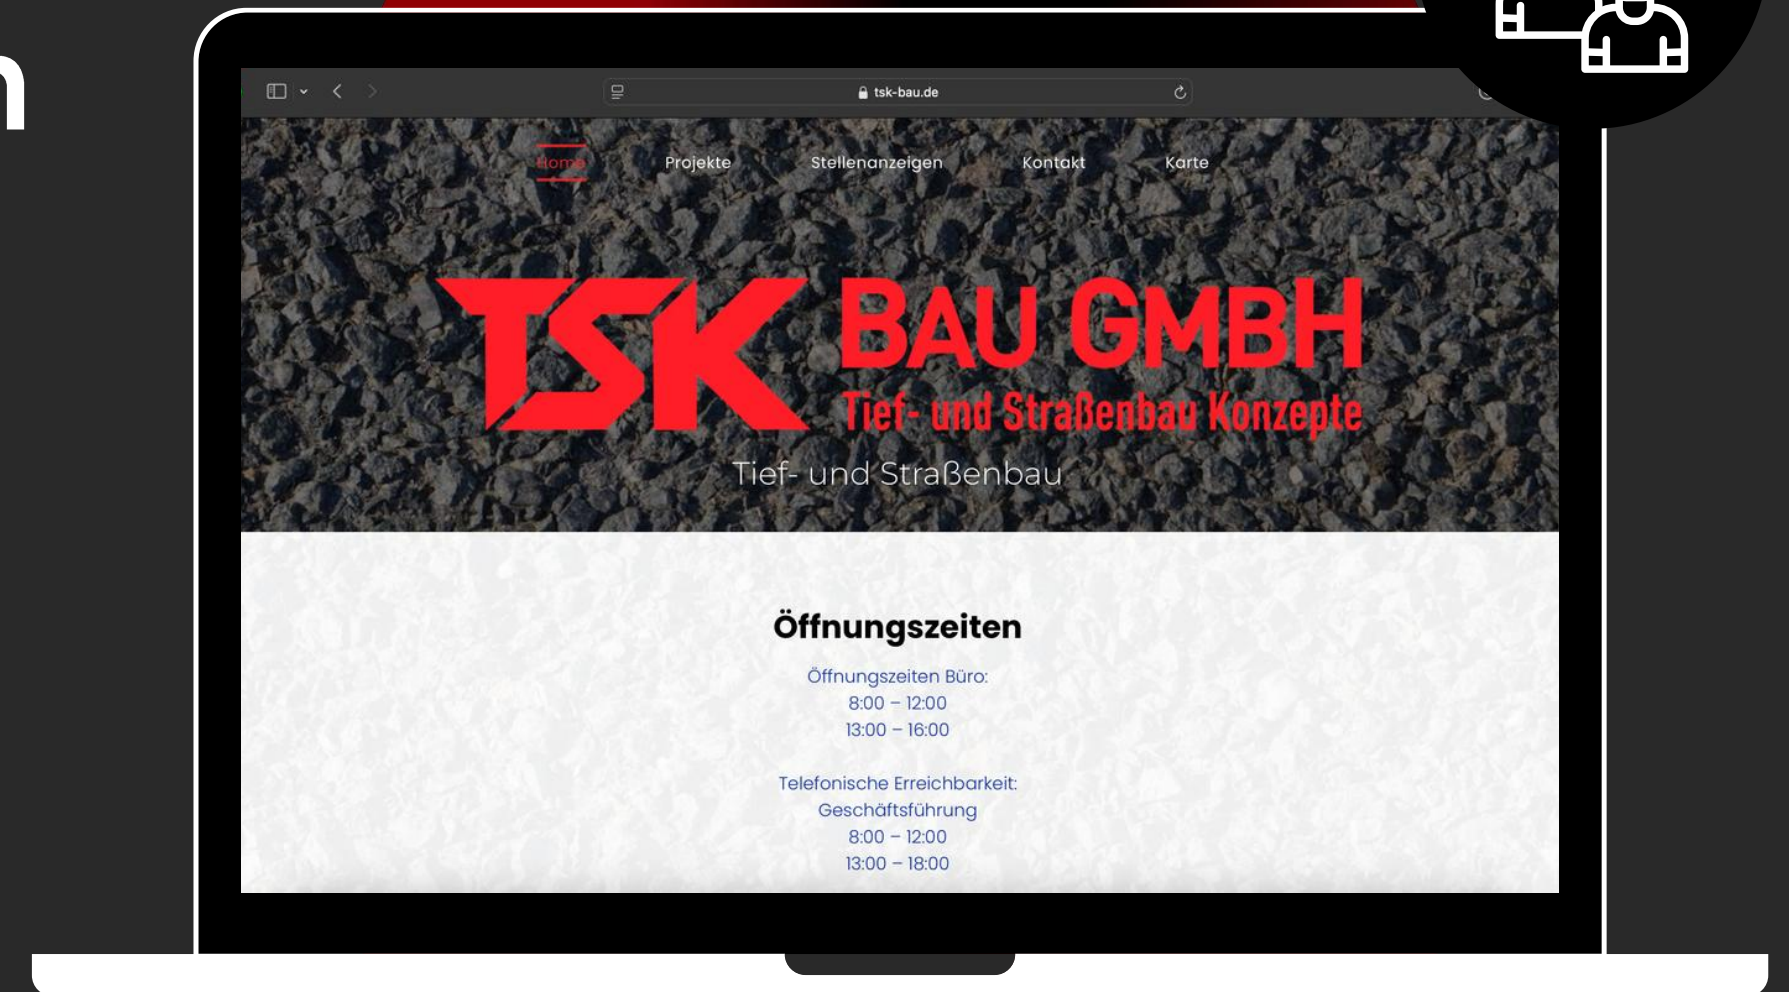 n
tsk-bau.de
Home Projekte Stellenanzeigen Kontakt Karte
TSK BAU GMBH
Tief- und Straßenbau Konzepte
Tief- und Straßenbau
Öffnungszeiten
Öffnungszeiten Büro:
8:00 – 12:00
13:00 – 16:00
Telefonische Erreichbarkeit:
Geschäftsführung
8:00 – 12:00
13:00 – 18:00